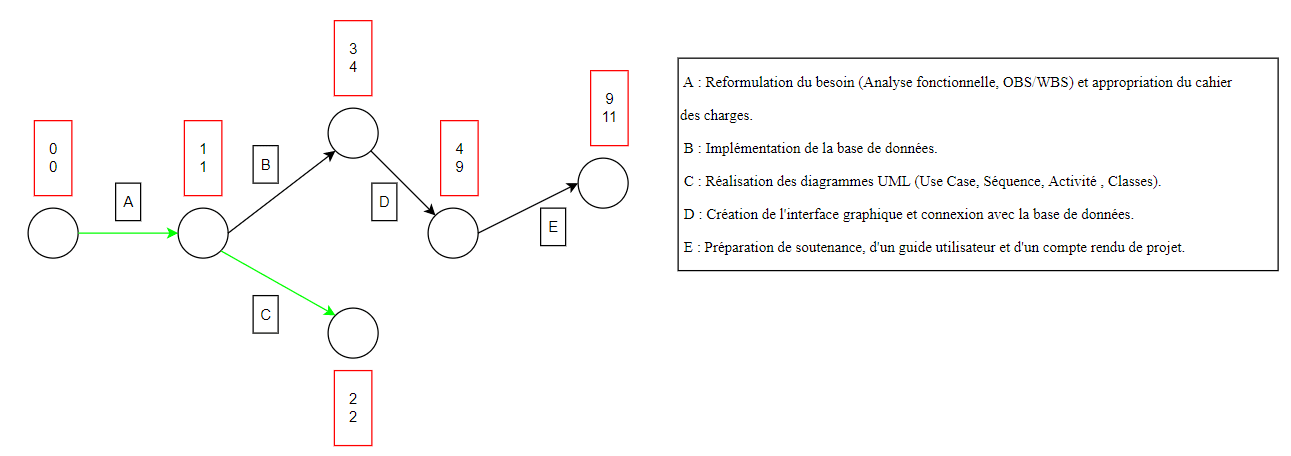 3
4
9
11
0
0
1
1
4
9
B
A
D
E
C
2
2
A : Reformulation du besoin (Analyse fonctionnelle, OBS/WBS) et appropriation du cahier
des charges.
B : Implémentation de la base de données.
C : Réalisation des diagrammes UML (Use Case, Séquence, Activité , Classes).
D : Création de l'interface graphique et connexion avec la base de données.
E : Préparation de soutenance, d'un guide utilisateur et d'un compte rendu de projet.